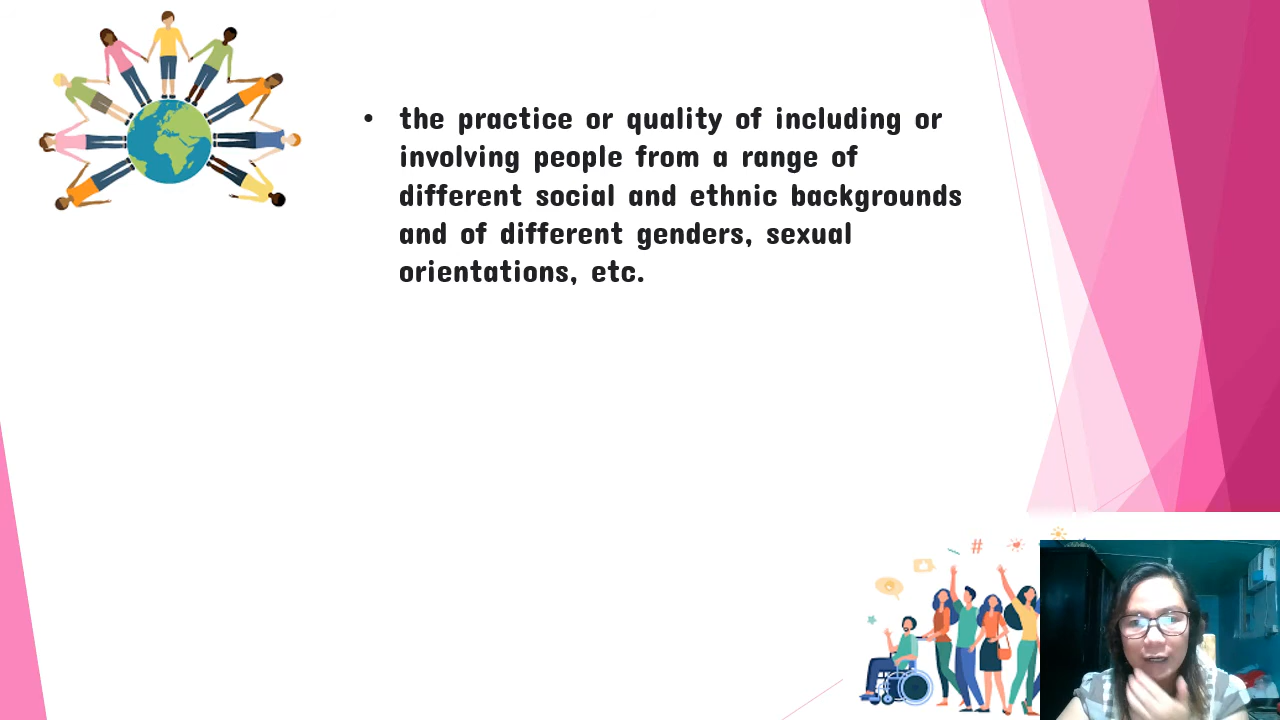 • the practice or quality of including or
involving people from a range of
different social and ethnic backgrounds
and of different genders, sexual
orientations, etc.
#